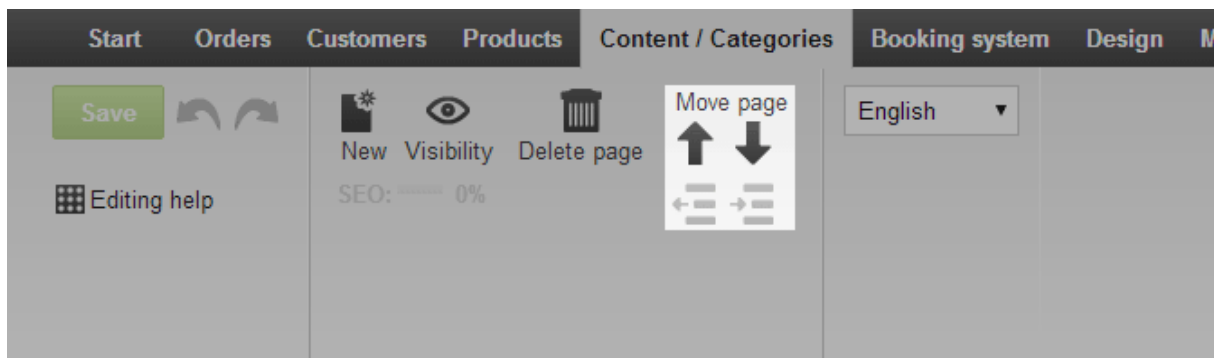 Start Orders Customers Products Content / Categories Booking system Design
Save
New Visibility Delete page
Move page
English
Editing help
SEO: 0%